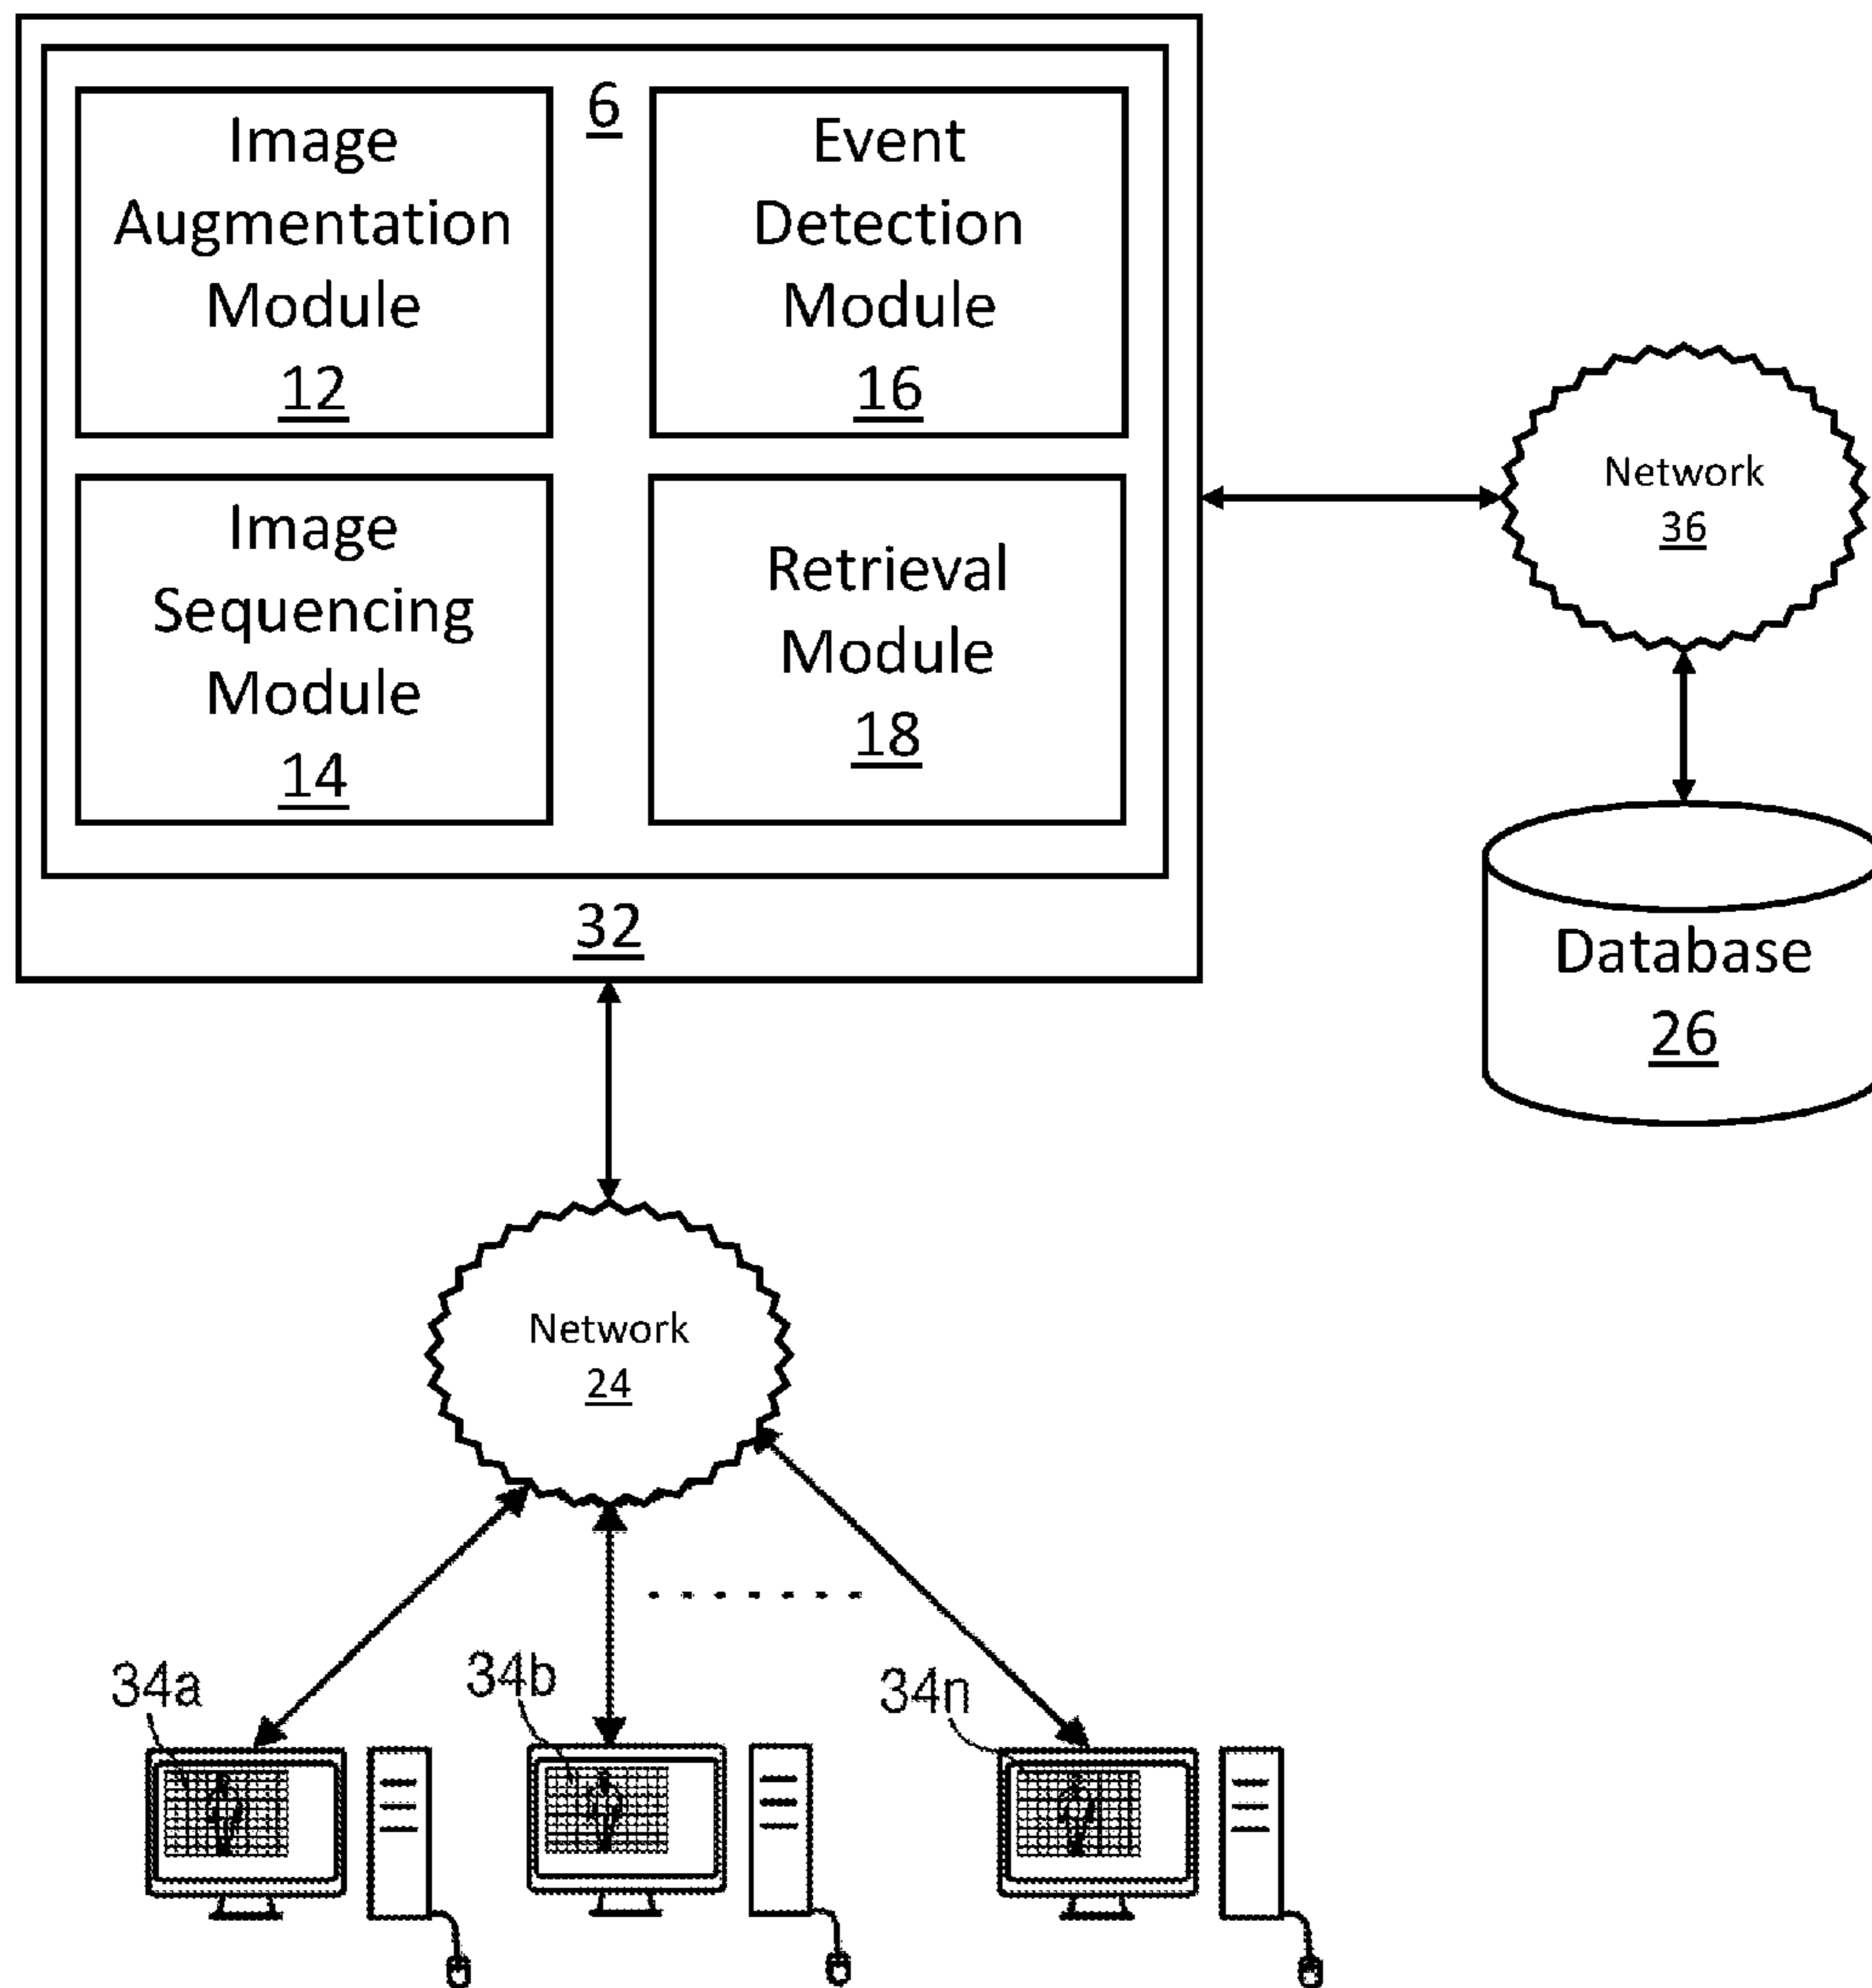 6
Image
Augmentation
Module
12
Event
Detection
Module
16
Image
Sequencing
Module
14
Retrieval
Module
18
32
Network
36
Database
26
Network
24
34a
34b
34n